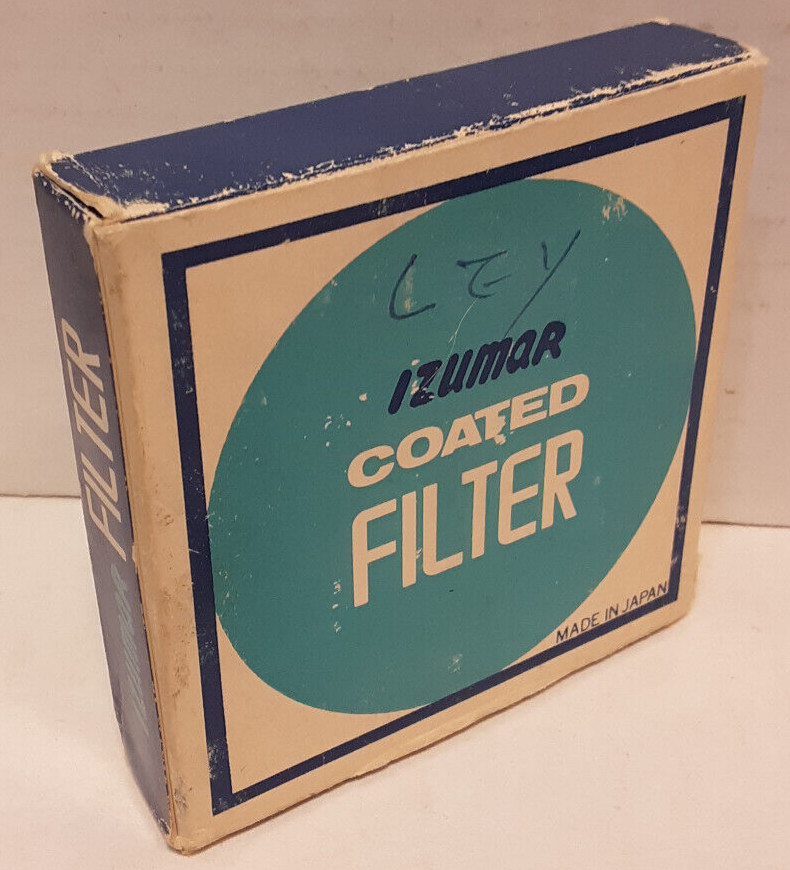 IZUMAR
COATED
FILTER
MADE IN JAPAN
IZUMAR FILTER